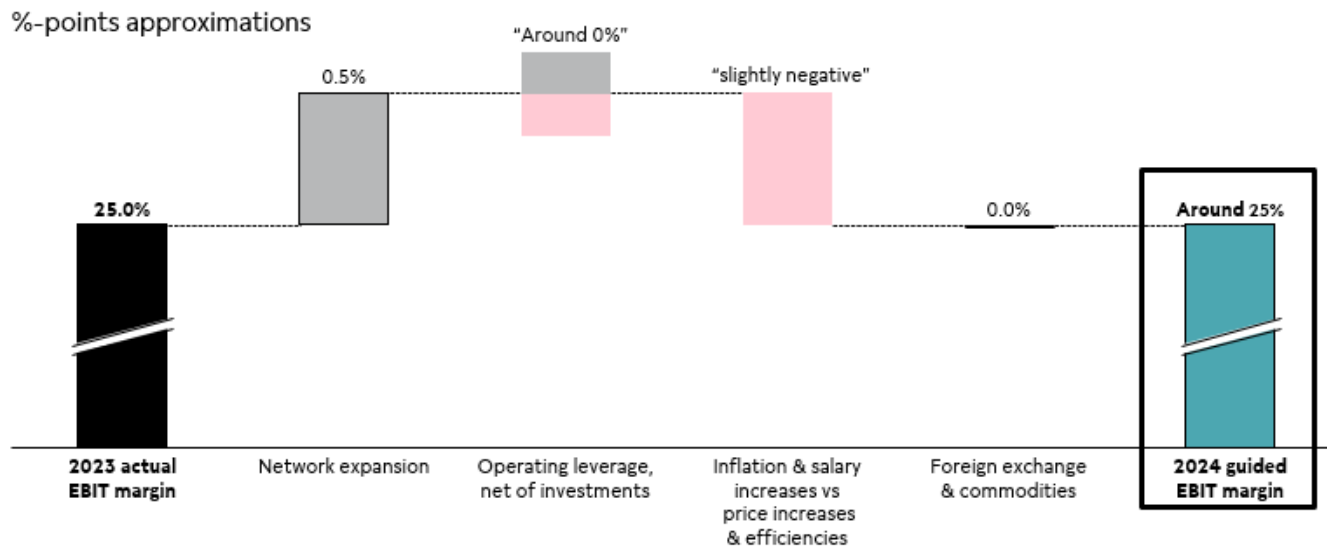 %-points approximations
"Around 0%"
0.5%
"slightly negative"
25.0%
0.0%
Around 25%
2023 actual
EBIT margin
Network expansion
Operating leverage,
net of investments
Inflation & salary
increases vs
price increases
& efficiencies
Foreign exchange
& commodities
2024 guided
EBIT margin